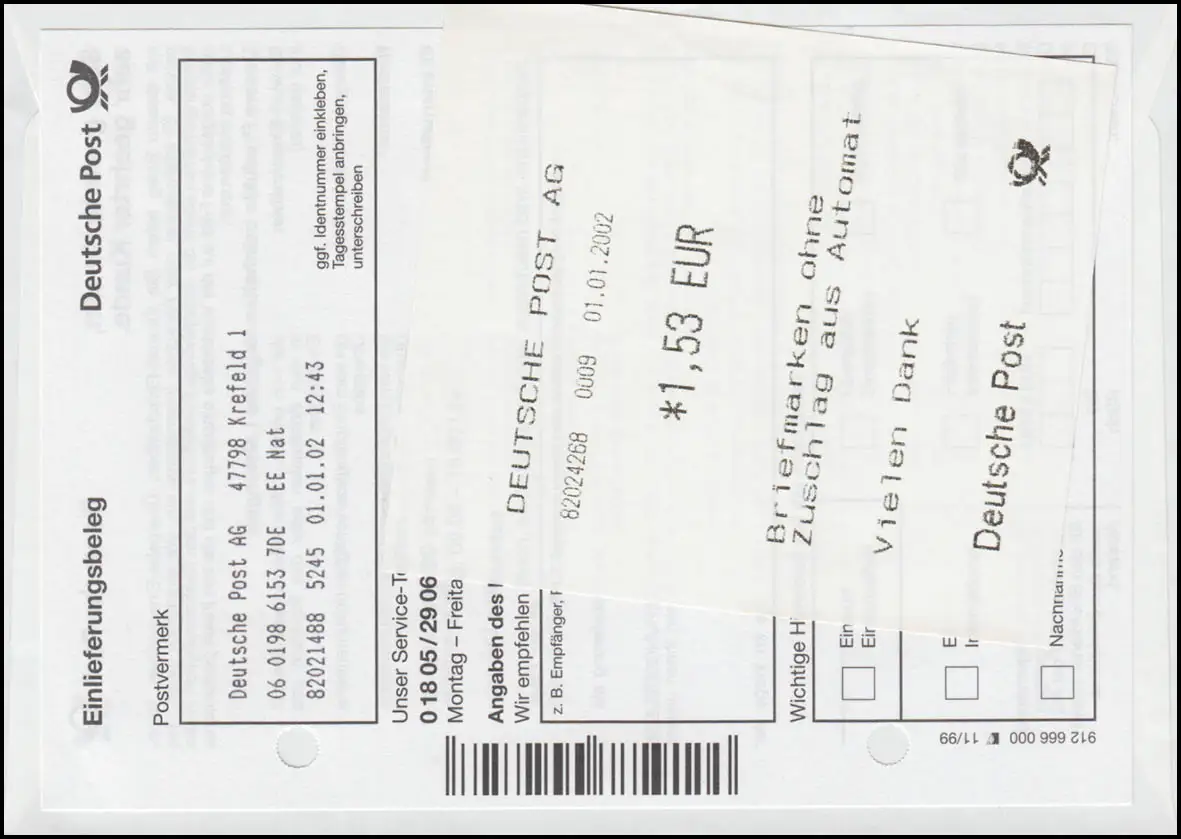 Deutsche Post
Einlieferungsbeleg
Postvermerk
ggf. Identnummer einkleben,
Tagesstempel anbringen,
unterschreiben
Deutsche Post AG 47798 Krefeld 1
06 0198 6153 7DE EE Nat
82021488 5245 01.01.02 12:43
Unser Service-T
0 18 05 / 29 06
Montag – Freita
Angaben des
Wir empfehlen
z. B. Empfänger,
Wichtige H
Ein
Ein
E
In
Nachnahme
912 666 000 11/99
DEUTSCHE POST AG
82024268 0009 01.01.2002
*1,53 EUR
Briefmarken ohne
Zuschlag aus Automat
Vielen Dank
Deutsche Post